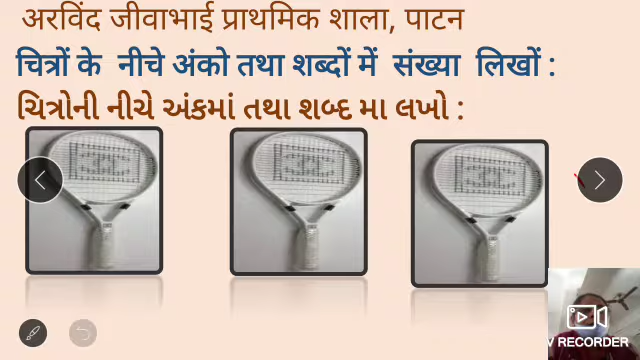 अरविंद जीवाभाई प्राथमिक शाला, पाटन
चित्रों के नीचे अंको तथा शब्दों में संख्या लिखों :
ચિત્રોની નીચે અંકમાં તથા શબ્દ મા લખો :
V RECORDER